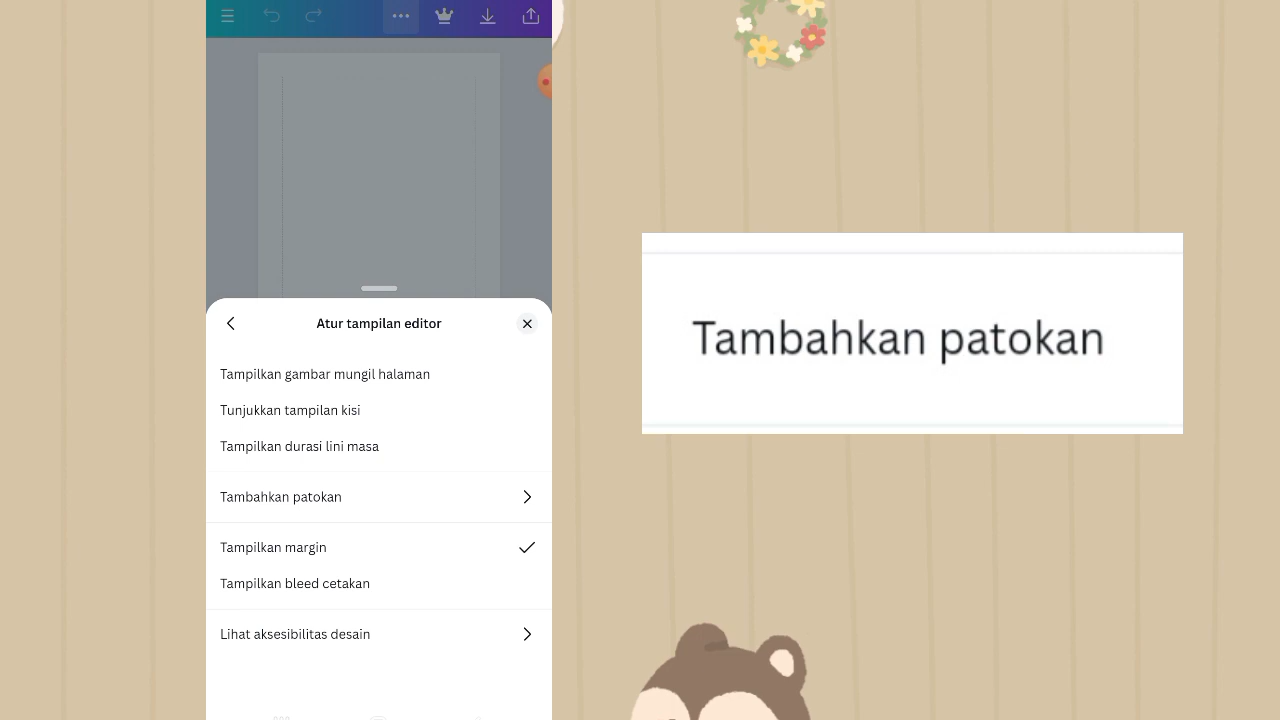 Atur tampilan editor
Tampilkan gambar mungil halaman
Tunjukkan tampilan kisi
Tampilkan durasi lini masa
Tambahkan patokan
Tampilkan margin
Tampilkan bleed cetakan
Lihat aksesibilitas desain
Tambahkan patokan